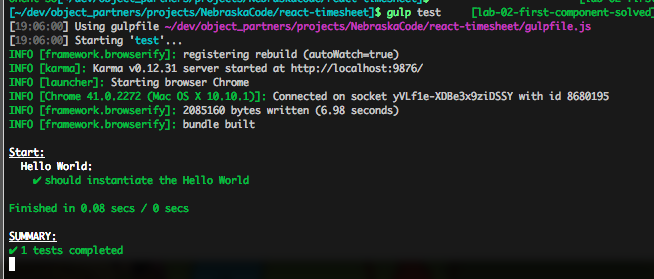 [~/dev/object_partners/projects/NebraskaCode/react-timesheet]$ gulp test [lab-02-first-component-solved]
[19:06:00] Using gulpfile ~/dev/object_partners/projects/NebraskaCode/react-timesheet/gulpfile.js
[19:06:00] Starting 'test'...
INFO [framework.browserify]: registering rebuild (autoWatch=true)
INFO [karma]: Karma v0.12.31 server started at http://localhost:9876/
INFO [launcher]: Starting browser Chrome
INFO [Chrome 41.0.2272 (Mac OS X 10.10.1)]: Connected on socket yVLf1e-XDBe3x9ziDSSY with id 8680195
INFO [framework.browserify]: 2085160 bytes written (6.98 seconds)
INFO [framework.browserify]: bundle built
Start:
Hello World:
✔ should instantiate the Hello World
Finished in 0.08 secs / 0 secs
SUMMARY:
✔ 1 tests completed